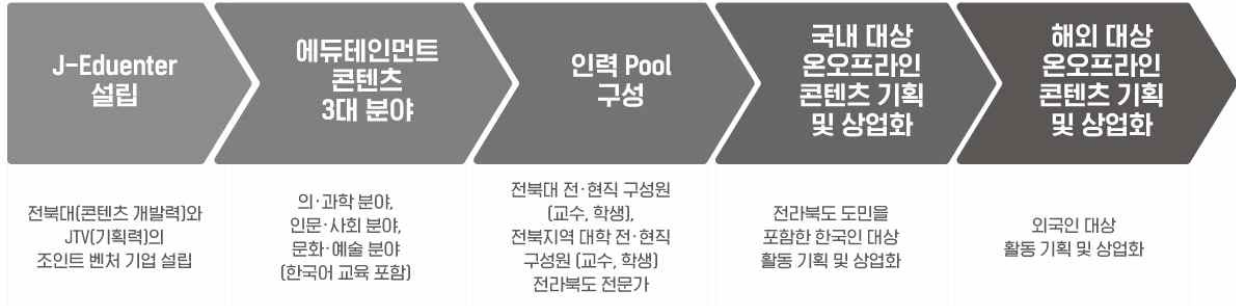 J-Eduenter
설립
에듀테인먼트
콘텐츠
3대 분야
인력 Pool
구성
국내 대상
온오프라인
콘텐츠 기획
및 상업화
해외 대상
온오프라인
콘텐츠 기획
및 상업화
전북대(콘텐츠 개발력)와
JTV(기획력)의
조인트 벤처 기업 설립
의·과학 분야,
인문·사회 분야,
문화·예술 분야
(한국어 교육 포함)
전북대 전·현직 구성원
(교수, 학생),
전북지역 대학 전·현직
구성원 (교수, 학생)
전라북도 전문가
전라북도 도민을
포함한 한국인 대상
활동 기획 및 상업화
외국인 대상
활동 기획 및 상업화